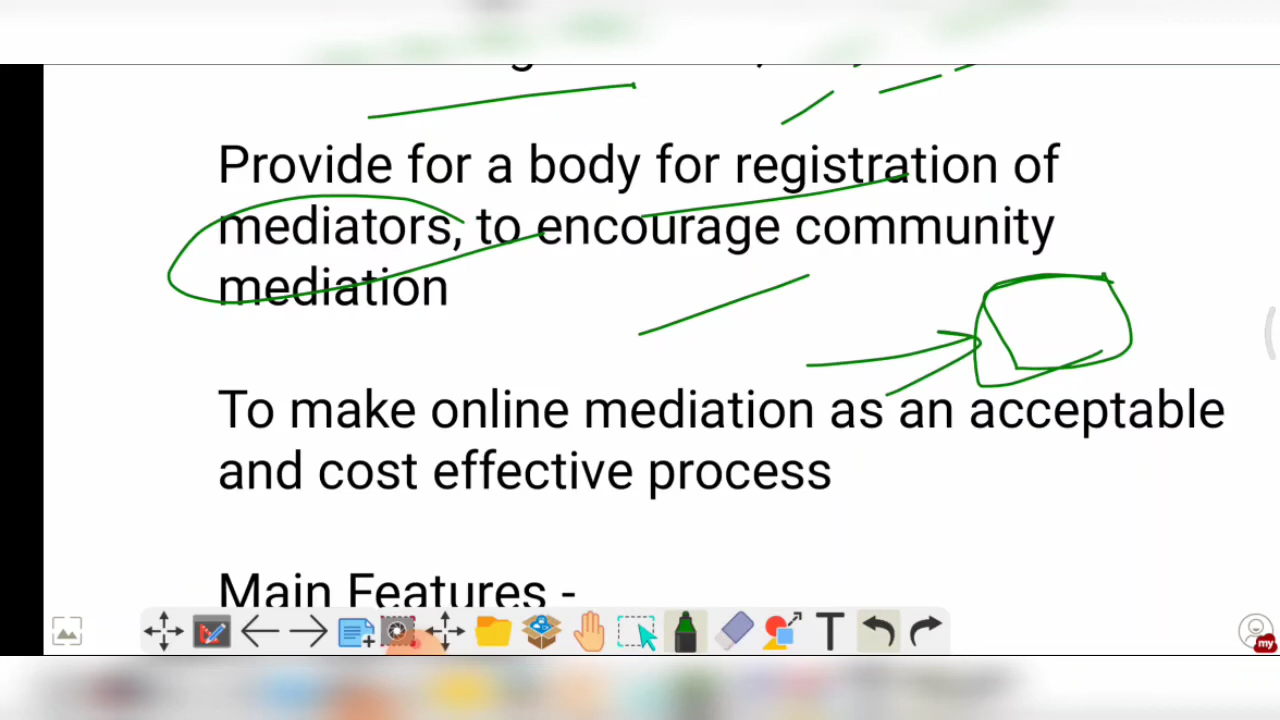 Provide for a body for registration of
mediators, to encourage community
mediation
To make online mediation as an acceptable
and cost effective process
Main Features -
T
my